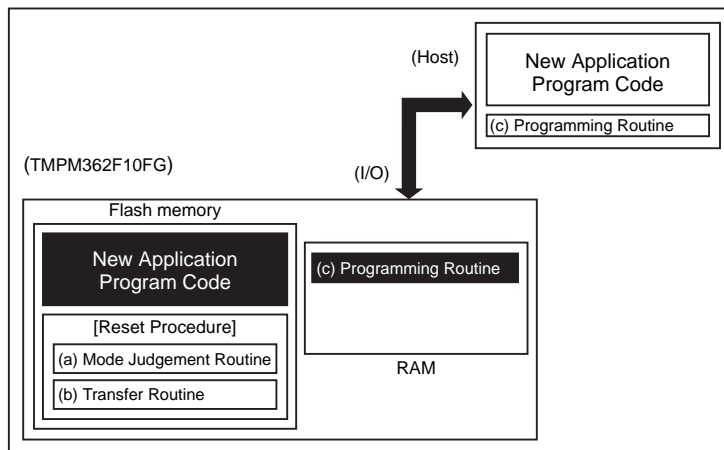 (Host)
New Application
Program Code
(c) Programming Routine
(TMPM362F10FG)
(I/O)
Flash memory
New Application
Program Code
[Reset Procedure]
(a) Mode Judgement Routine
(b) Transfer Routine
(c) Programming Routine
RAM